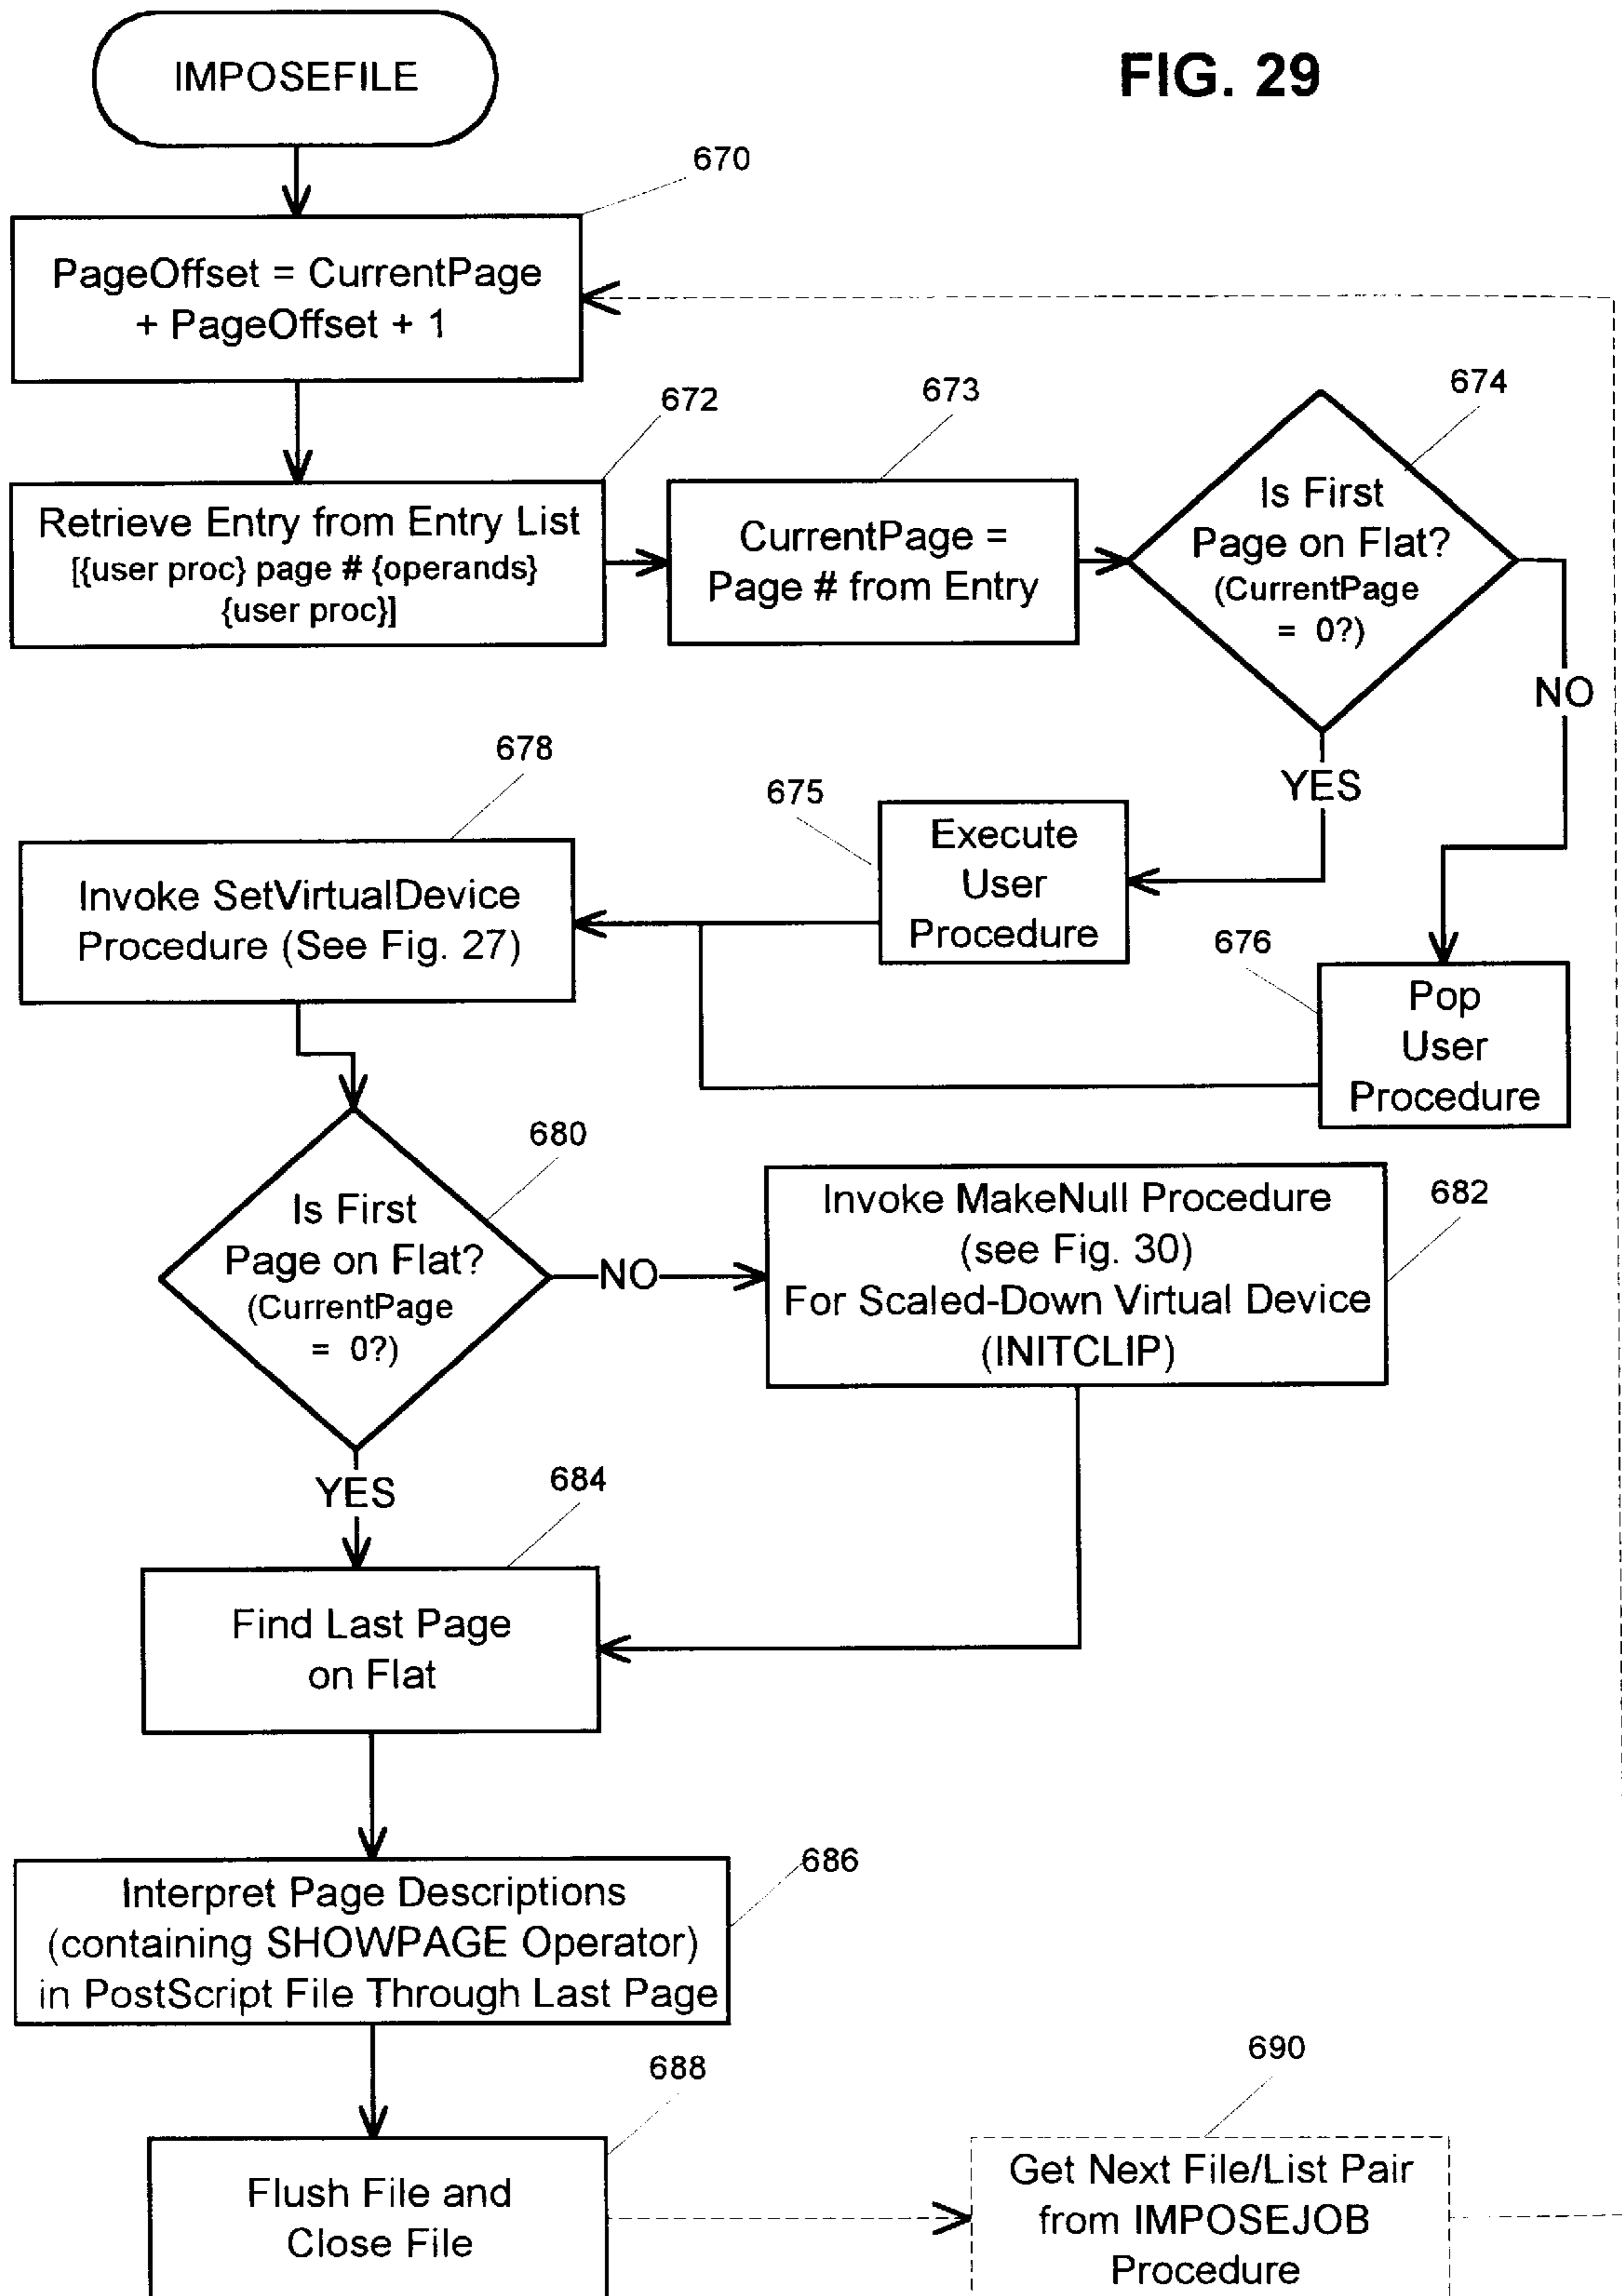 IMPOSEFILE
FIG. 29
670
PageOffset = CurrentPage
+ PageOffset + 1
672
Retrieve Entry from Entry List
[{user proc} page # {operands}
{user proc}]
673
CurrentPage =
Page # from Entry
674
Is First
Page on Flat?
(CurrentPage
= 0?)
NO
YES
675
Execute
User
Procedure
676
Pop
User
Procedure
678
Invoke SetVirtualDevice
Procedure (See Fig. 27)
680
Is First
Page on Flat?
(CurrentPage
= 0?)
NO
YES
682
Invoke MakeNull Procedure
(see Fig. 30)
For Scaled-Down Virtual Device
(INITCLIP)
684
Find Last Page
on Flat
686
Interpret Page Descriptions
(containing SHOWPAGE Operator)
in PostScript File Through Last Page
688
Flush File and
Close File
690
Get Next File/List Pair
from IMPOSEJOB
Procedure